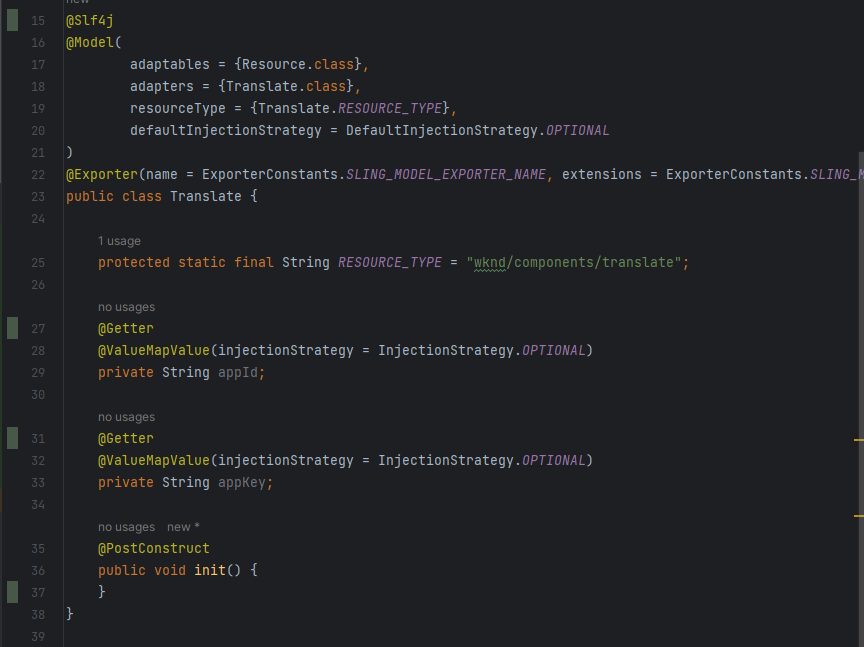 new
15 @Slf4j
16 @Model(
17 adaptables = {Resource.class},
18 adapters = {Translate.class},
19 resourceType = {Translate.RESOURCE_TYPE},
20 defaultInjectionStrategy = DefaultInjectionStrategy.OPTIONAL
21 )
22 @Exporter(name = ExporterConstants.SLING_MODEL_EXPORTER_NAME, extensions = ExporterConstants.SLING_M
23 public class Translate {
24
1 usage
25 protected static final String RESOURCE_TYPE = "wknd/components/translate";
26
no usages
27 @Getter
28 @ValueMapValue(injectionStrategy = InjectionStrategy.OPTIONAL)
29 private String appId;
30
no usages
31 @Getter
32 @ValueMapValue(injectionStrategy = InjectionStrategy.OPTIONAL)
33 private String appKey;
34
no usages new *
35 @PostConstruct
36 public void init() {
37 }
38 }
39